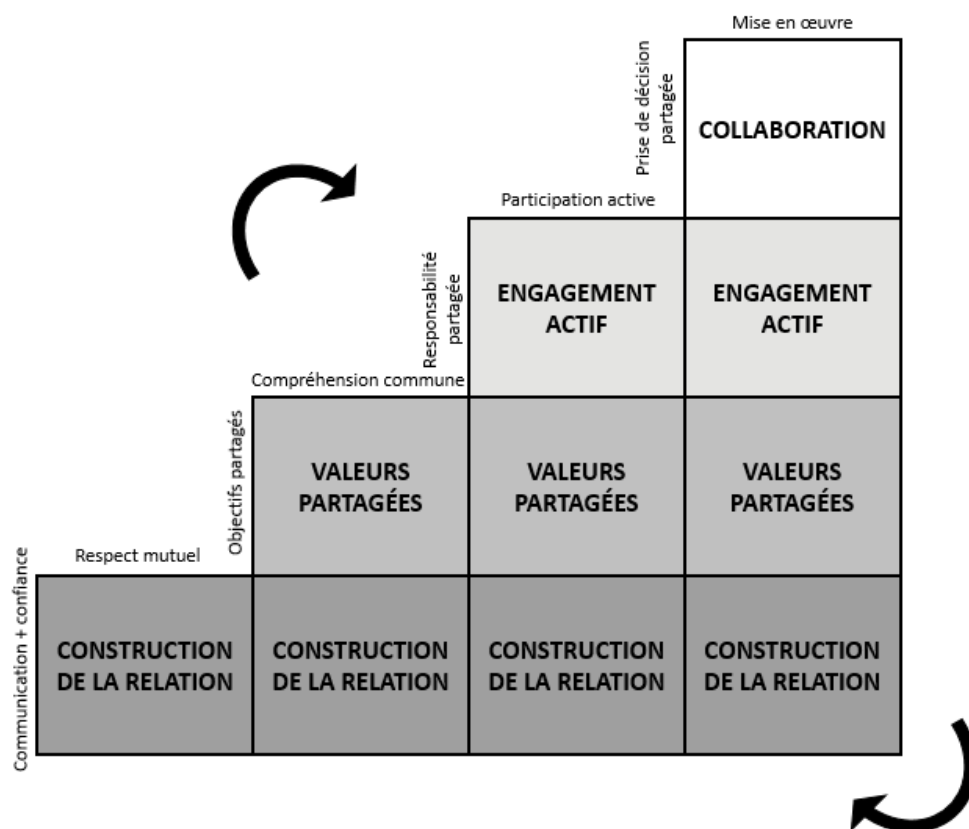 Mise en œuvre
Prise de décision
partagée
COLLABORATION
Participation active
Responsabilité
partagée
ENGAGEMENT
ACTIF
ENGAGEMENT
ACTIF
Compréhension commune
Objectifs partagés
VALEURS
PARTAGÉES
VALEURS
PARTAGÉES
VALEURS
PARTAGÉES
Respect mutuel
Communication + confiance
CONSTRUCTION
DE LA RELATION
CONSTRUCTION
DE LA RELATION
CONSTRUCTION
DE LA RELATION
CONSTRUCTION
DE LA RELATION